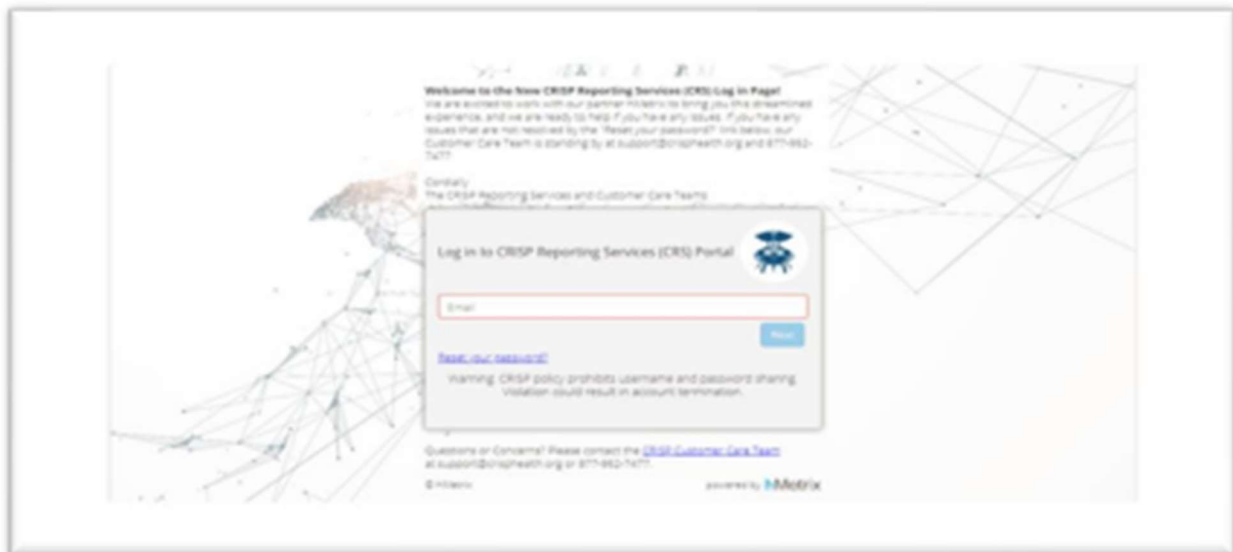 Welcome to the New CRISP Reporting Services (CRS) Log in Page!
We are excited to work with our partner hMetrix to bring you this streamlined
experience, and we are ready to help if you have any issues. If you have any
issues that are not resolved by the "Reset your password?" link below, our
Customer Care Team is standing by at support@crisphealth.org and 877-952-
7477.
Cordially,
The CRISP Reporting Services and Customer Care Teams
Log in to CRISP Reporting Services (CRS) Portal
Email
Next
Reset your password?
Warning: CRISP policy prohibits username and password sharing.
Violation could result in account termination.
Questions or Concerns? Please contact the CRISP Customer Care Team
at support@crisphealth.org or 877-952-7477.
© hMetrix
powered by hMetrix